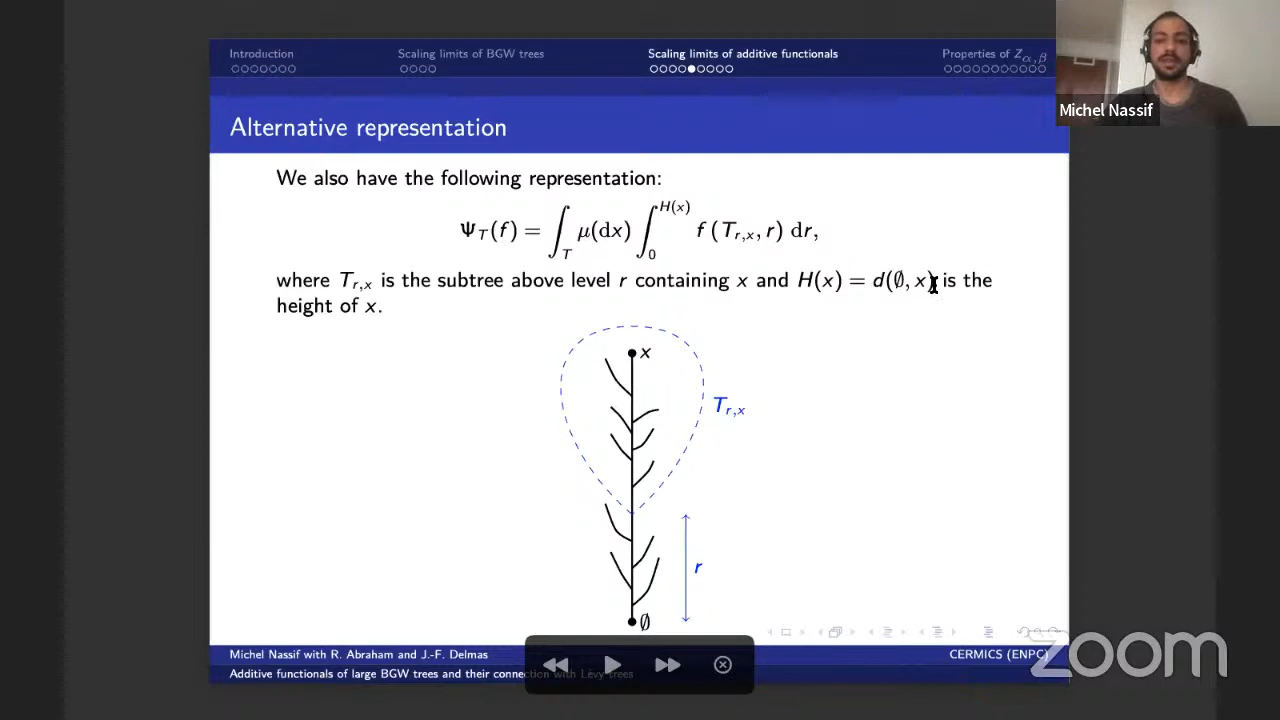 Introduction
Scaling limits of BGW trees
Scaling limits of additive functionals
Properties of Z_{α,β}
Michel Nassif
Alternative representation
We also have the following representation:
Ψ_T(f) = ∫_T μ(dx) ∫_0^{H(x)} f (T_{r,x}, r) dr,
where T_{r,x} is the subtree above level r containing x and H(x) = d(∅, x) is the
height of x.
x
T_{r,x}
r
∅
Michel Nassif with R. Abraham and J.-F. Delmas
CERMICS (ENPC)
Additive functionals of large BGW trees and their connection with Lévy trees
zoom